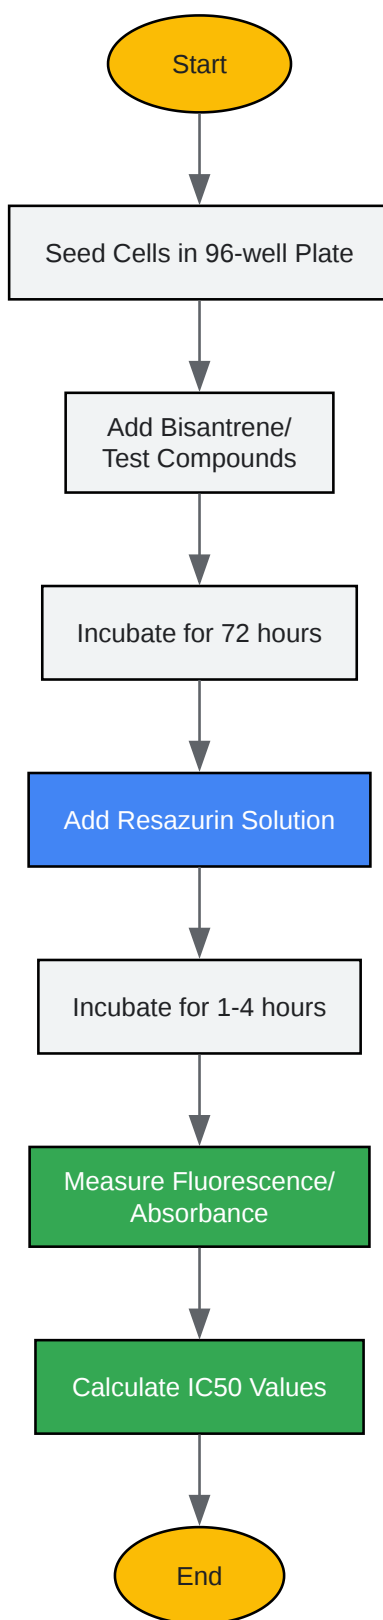 Start
Seed Cells in 96-well Plate
Add Bisantrene/
Test Compounds
Incubate for 72 hours
Add Resazurin Solution
Incubate for 1-4 hours
Measure Fluorescence/
Absorbance
Calculate IC50 Values
End